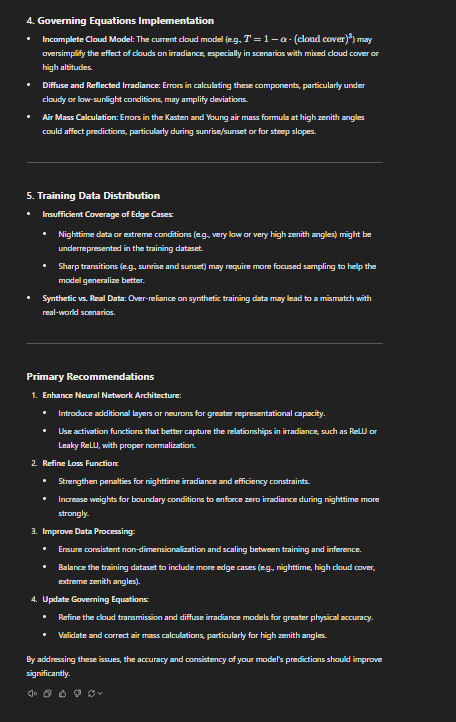 4. Governing Equations Implementation
• Incomplete Cloud Model: The current cloud model (e.g., T = 1 − α · (cloud cover)³) may
oversimplify the effect of clouds on irradiance, especially in scenarios with mixed cloud cover or
high altitudes.
• Diffuse and Reflected Irradiance: Errors in calculating these components, particularly under
cloudy or low-sunlight conditions, may amplify deviations.
• Air Mass Calculation: Errors in the Kasten and Young air mass formula at high zenith angles
could affect predictions, particularly during sunrise/sunset or for steep slopes.
5. Training Data Distribution
• Insufficient Coverage of Edge Cases:
• Nighttime data or extreme conditions (e.g., very low or very high zenith angles) might be
underrepresented in the training dataset.
• Sharp transitions (e.g., sunrise and sunset) may require more focused sampling to help the
model generalize better.
• Synthetic vs. Real Data: Over-reliance on synthetic training data may lead to a mismatch with
real-world scenarios.
Primary Recommendations
1. Enhance Neural Network Architecture:
• Introduce additional layers or neurons for greater representational capacity.
• Use activation functions that better capture the relationships in irradiance, such as ReLU or
Leaky ReLU, with proper normalization.
2. Refine Loss Function:
• Strengthen penalties for nighttime irradiance and efficiency constraints.
• Increase weights for boundary conditions to enforce zero irradiance during nighttime more
strongly.
3. Improve Data Processing:
• Ensure consistent non-dimensionalization and scaling between training and inference.
• Balance the training dataset to include more edge cases (e.g., nighttime, high cloud cover,
extreme zenith angles).
4. Update Governing Equations:
• Refine the cloud transmission and diffuse irradiance models for greater physical accuracy.
• Validate and correct air mass calculations, particularly for high zenith angles.
By addressing these issues, the accuracy and consistency of your model's predictions should improve
significantly.